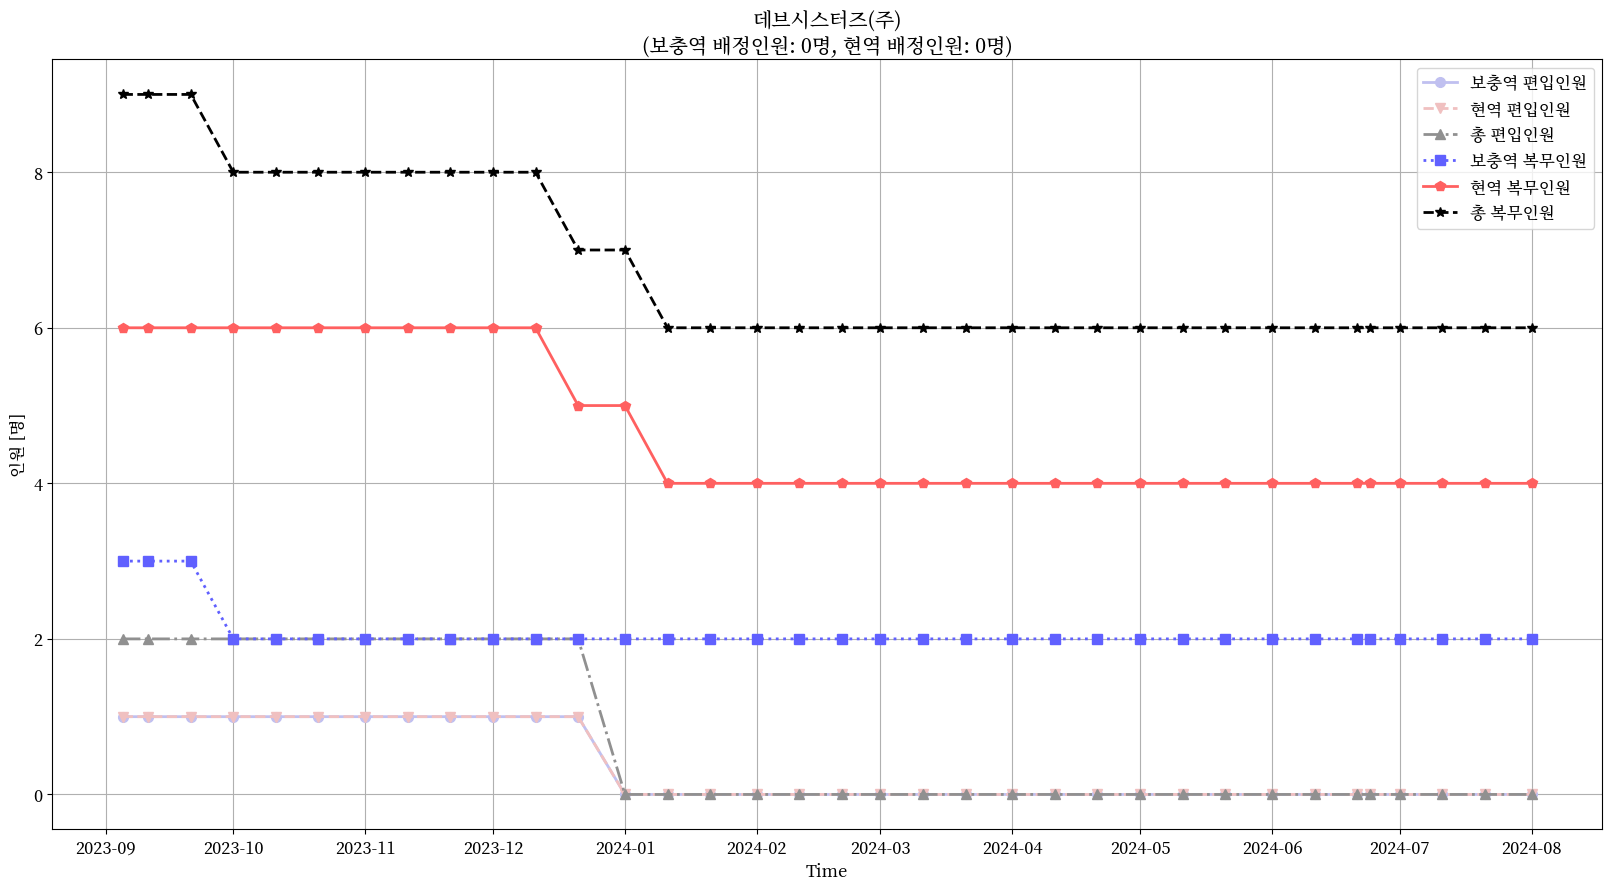 데브시스터즈(주)
(보충역 배정인원: 0명, 현역 배정인원: 0명)
보충역 편입인원
현역 편입인원
총 편입인원
보충역 복무인원
현역 복무인원
총 복무인원
인원 [명]
8
6
4
2
0
2023-09 2023-10 2023-11 2023-12 2024-01 2024-02 2024-03 2024-04 2024-05 2024-06 2024-07 2024-08
Time